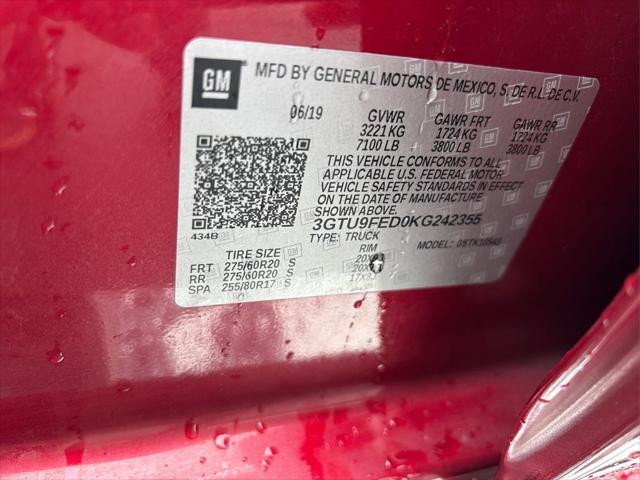 GM
MFD BY GENERAL MOTORS DE MEXICO, S. DE R.L. DE C.V.
06/19 GVWR GAWR FRT GAWR RR
3221 KG 1724 KG 1724 KG
7100 LB 3800 LB 3800 LB
THIS VEHICLE CONFORMS TO ALL
APPLICABLE U.S. FEDERAL MOTOR
VEHICLE SAFETY STANDARDS IN EFFECT
ON THE DATE OF MANUFACTURE
SHOWN ABOVE.
3GTU9FED0KG242355
434B TYPE: TRUCK MODEL:
TIRE SIZE RIM
FRT 275/60R20 S
RR 275/60R20 S
SPA 255/80R17 S